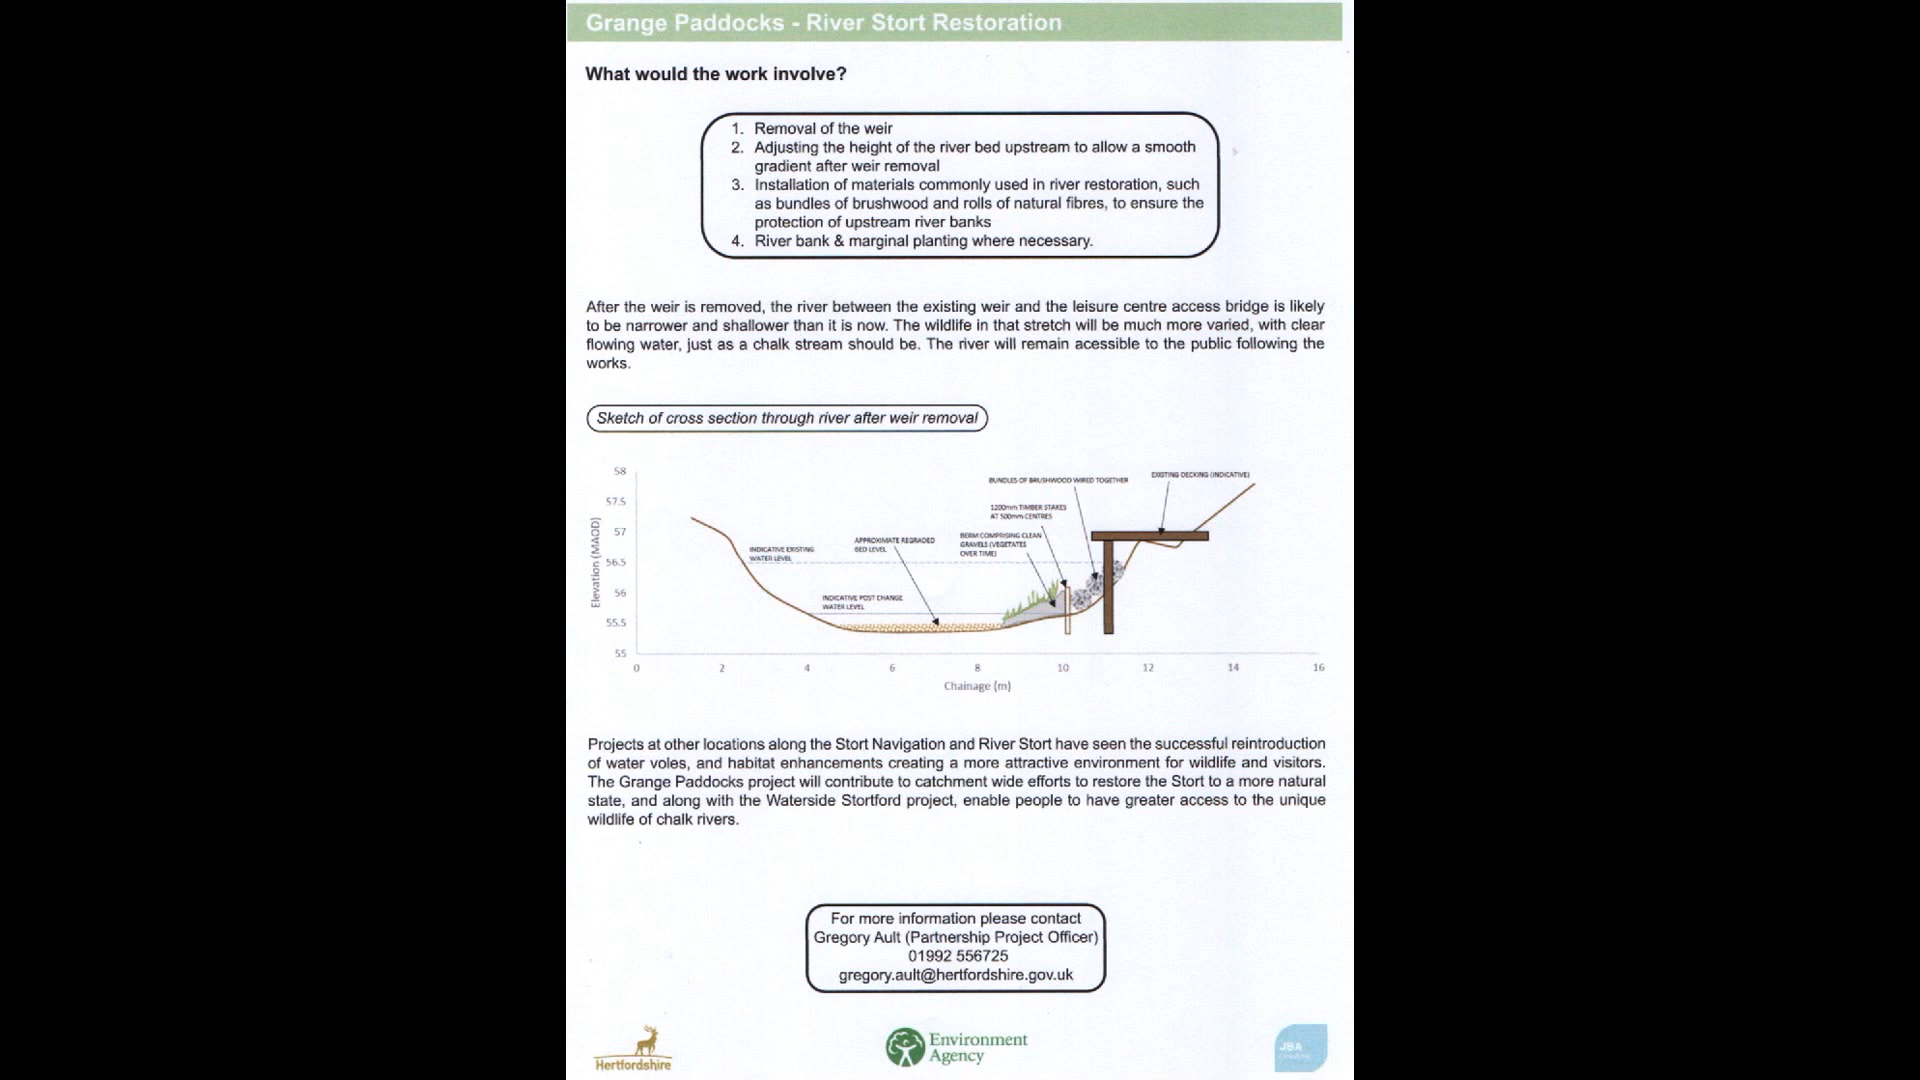 Grange Paddocks - River Stort Restoration
What would the work involve?
1. Removal of the weir
2. Adjusting the height of the river bed upstream to allow a smooth
gradient after weir removal
3. Installation of materials commonly used in river restoration, such
as bundles of brushwood and rolls of natural fibres, to ensure the
protection of upstream river banks
4. River bank & marginal planting where necessary.
After the weir is removed, the river between the existing weir and the leisure centre access bridge is likely
to be narrower and shallower than it is now. The wildlife in that stretch will be much more varied, with clear
flowing water, just as a chalk stream should be. The river will remain acessible to the public following the
works.
Sketch of cross section through river after weir removal
58
57.5
57
56.5
56
55.5
55
Elevation (MAOD)
BUNDLES OF BRUSHWOOD WIRED TOGETHER
EXISTING DECKING (INDICATIVE)
1200mm TIMBER STAKES
AT 500mm CENTRES
BERM COMPRISING CLEAN
GRAVELS (VEGETATES
OVER TIME)
APPROXIMATE REGRADED
BED LEVEL
INDICATIVE EXISTING
WATER LEVEL
INDICATIVE POST CHANGE
WATER LEVEL
0 2 4 6 8 10 12 14 16
Chainage (m)
Projects at other locations along the Stort Navigation and River Stort have seen the successful reintroduction
of water voles, and habitat enhancements creating a more attractive environment for wildlife and visitors.
The Grange Paddocks project will contribute to catchment wide efforts to restore the Stort to a more natural
state, and along with the Waterside Stortford project, enable people to have greater access to the unique
wildlife of chalk rivers.
For more information please contact
Gregory Ault (Partnership Project Officer)
01992 556725
gregory.ault@hertfordshire.gov.uk
Hertfordshire
Environment
Agency
JBA
consulting